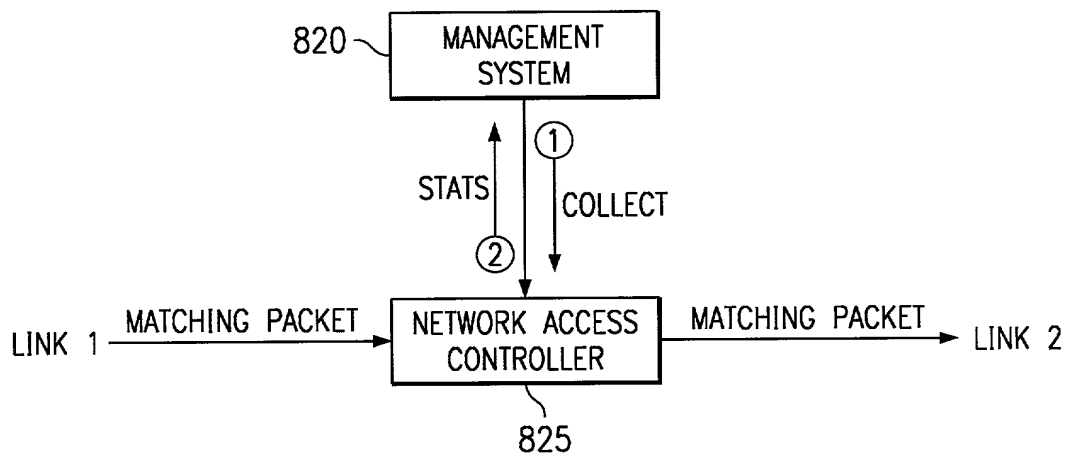 820
MANAGEMENT
SYSTEM
1
STATS
COLLECT
2
LINK 1
MATCHING PACKET
NETWORK ACCESS
CONTROLLER
MATCHING PACKET
LINK 2
825